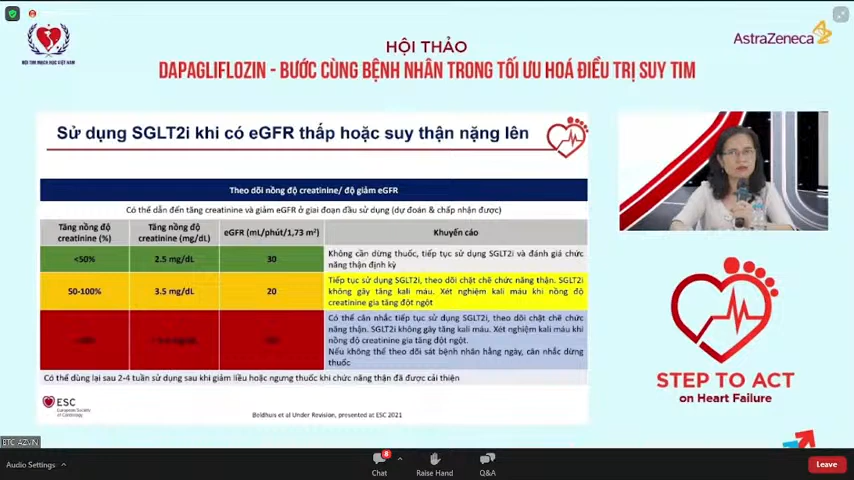 HỘI TIM MẠCH HỌC VIỆT NAM
HỘI THẢO
DAPAGLIFLOZIN - BƯỚC CÙNG BỆNH NHÂN TRONG TỐI ƯU HOÁ ĐIỀU TRỊ SUY TIM
AstraZeneca
Sử dụng SGLT2i khi có eGFR thấp hoặc suy thận nặng lên
Theo dõi nồng độ creatinine/ độ giảm eGFR
Có thể dẫn đến tăng creatinine và giảm eGFR ở giai đoạn đầu sử dụng (dự đoán & chấp nhận được)
Tăng nồng độ creatinine (%)
Tăng nồng độ creatinine (mg/dL)
eGFR (mL/phút/1,73 m²)
Khuyến cáo
<50%
2.5 mg/dL
30
Không cần dừng thuốc, tiếp tục sử dụng SGLT2i và đánh giá chức
năng thận định kỳ
50-100%
3.5 mg/dL
20
Tiếp tục sử dụng SGLT2i, theo dõi chặt chẽ chức năng thận. SGLT2i
không gây tăng kali máu. Xét nghiệm kali máu khi nồng độ
creatinine gia tăng đột ngột
Có thể cân nhắc tiếp tục sử dụng SGLT2i, theo dõi chặt chẽ chức
năng thận. SGLT2i không gây tăng kali máu. Xét nghiệm kali máu khi
nồng độ creatinine gia tăng đột ngột.
Nếu không thể theo dõi sát bệnh nhân hằng ngày, cân nhắc dừng
thuốc
Có thể dùng lại sau 2-4 tuần sử dụng sau khi giảm liều hoặc ngưng thuốc khi chức năng thận đã được cải thiện
ESC
European Society
of Cardiology
Beldhuis et al Under Revision, presented at ESC 2021
STEP TO ACT
on Heart Failure
BTC AZVN
Audio Settings
8
Chat
Raise Hand
Q&A
Leave